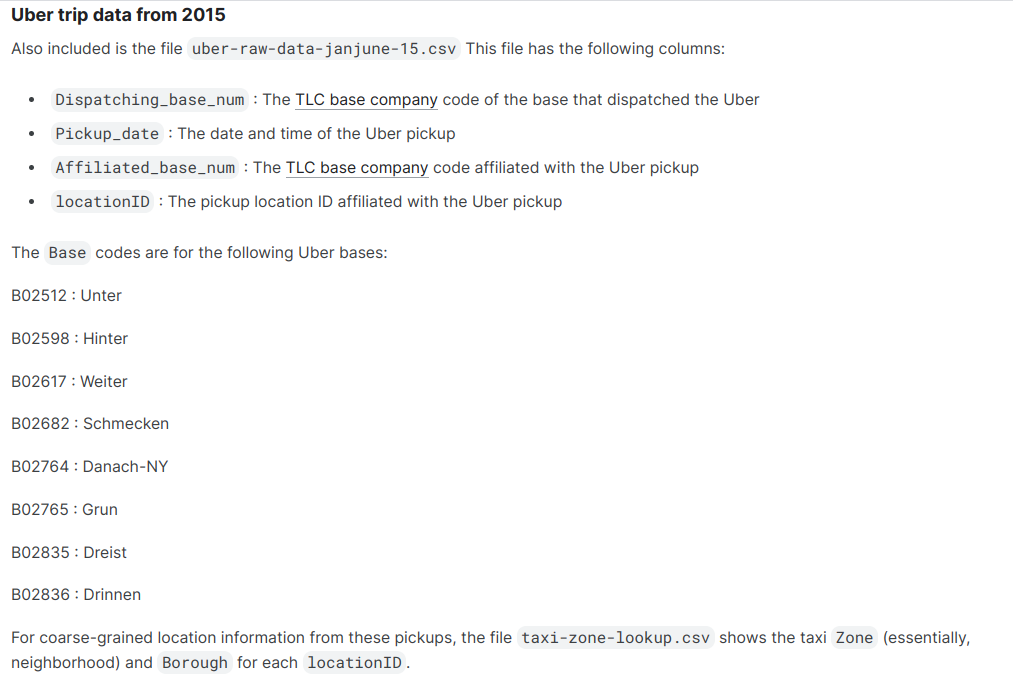 Uber trip data from 2015
Also included is the file uber-raw-data-janjune-15.csv This file has the following columns:
• Dispatching_base_num : The TLC base company code of the base that dispatched the Uber
• Pickup_date : The date and time of the Uber pickup
• Affiliated_base_num : The TLC base company code affiliated with the Uber pickup
• locationID : The pickup location ID affiliated with the Uber pickup
The Base codes are for the following Uber bases:
B02512 : Unter
B02598 : Hinter
B02617 : Weiter
B02682 : Schmecken
B02764 : Danach-NY
B02765 : Grun
B02835 : Dreist
B02836 : Drinnen
For coarse-grained location information from these pickups, the file taxi-zone-lookup.csv shows the taxi Zone (essentially,
neighborhood) and Borough for each locationID.